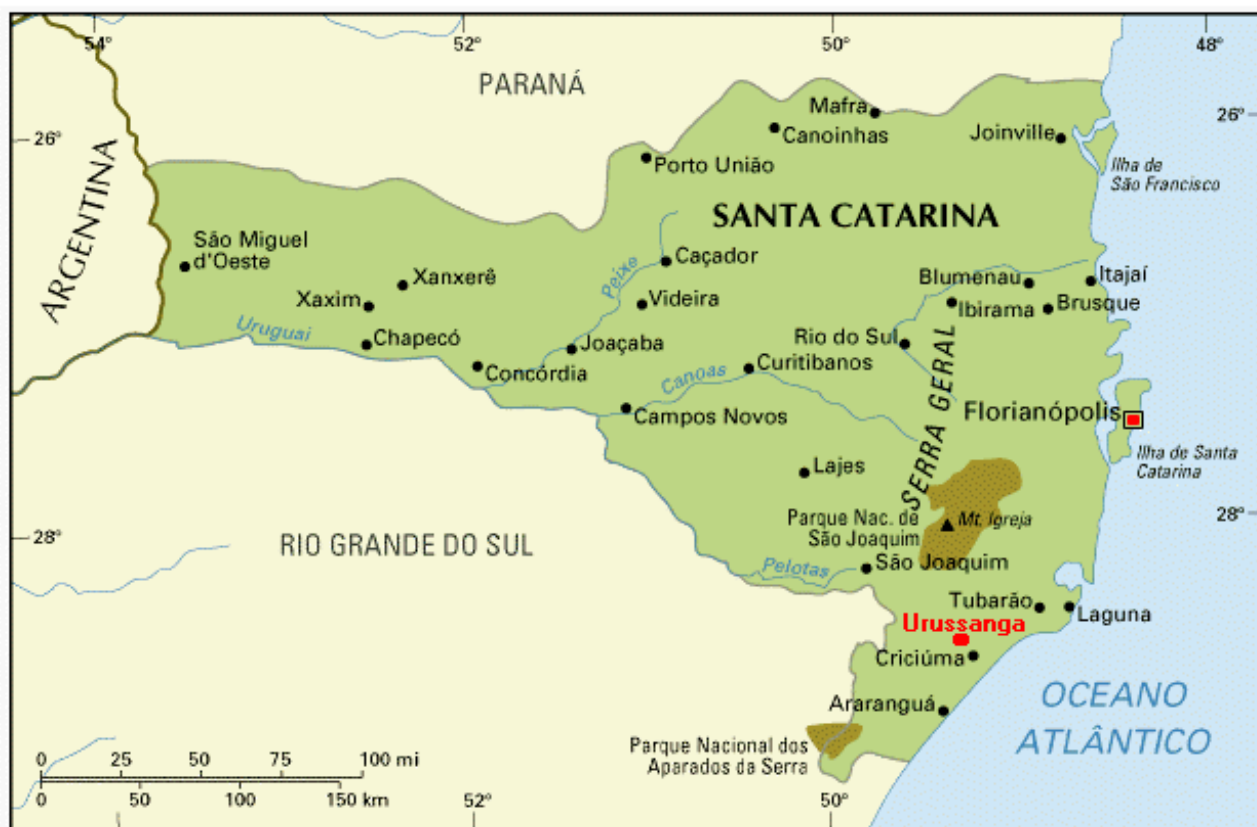 54°
52°
50°
48°
PARANÁ
Mafra
Canoinhas
26°
26°
Joinville
Porto União
Ilha de
São Francisco
ARGENTINA
SANTA CATARINA
São Miguel
d'Oeste
Xanxerê
Caçador
Peixe
Blumenau
Itajaí
Xaxim
Videira
Ibirama
Brusque
Uruguai
Chapecó
Joaçaba
Rio do Sul
Concórdia
Canoas
Curitibanos
SERRA GERAL
Campos Novos
Florianópolis
Ilha de Santa
Catarina
Lajes
28°
28°
Parque Nac. de
São Joaquim
Mt. Igreja
RIO GRANDE DO SUL
Pelotas
São Joaquim
Tubarão
Laguna
Urussanga
Criciúma
Araranguá
OCEANO
ATLÂNTICO
Parque Nacional dos
Aparados da Serra
0 25 50 75 100 mi
0 50 100 150 km
52°
50°